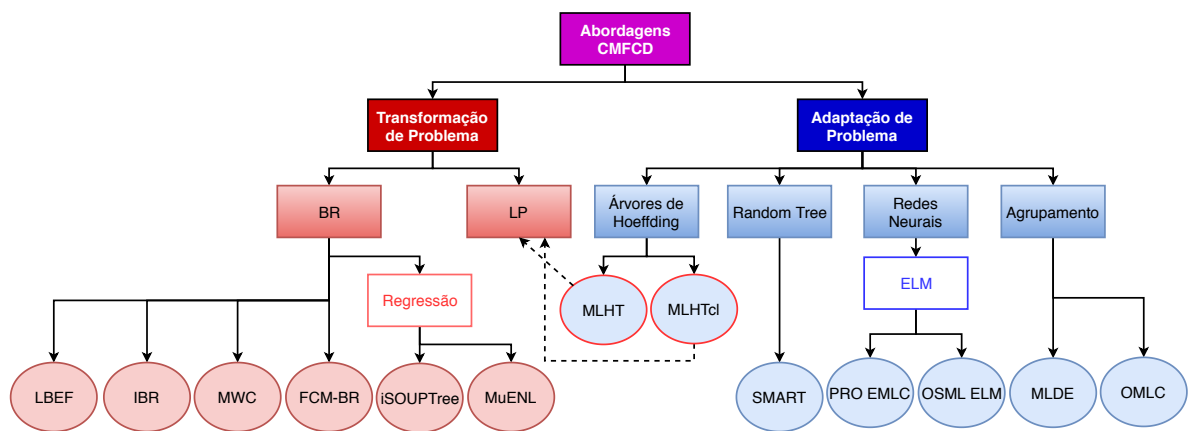 Abordagens
CMFCD
Transformação
de Problema
Adaptação de
Problema
BR
LP
Árvores de
Hoeffding
Random Tree
Redes
Neurais
Agrupamento
Regressão
MLHT
MLHTcl
ELM
LBEF
IBR
MWC
FCM-BR
iSOUPTree
MuENL
SMART
PRO EMLC
OSML ELM
MLDE
OMLC